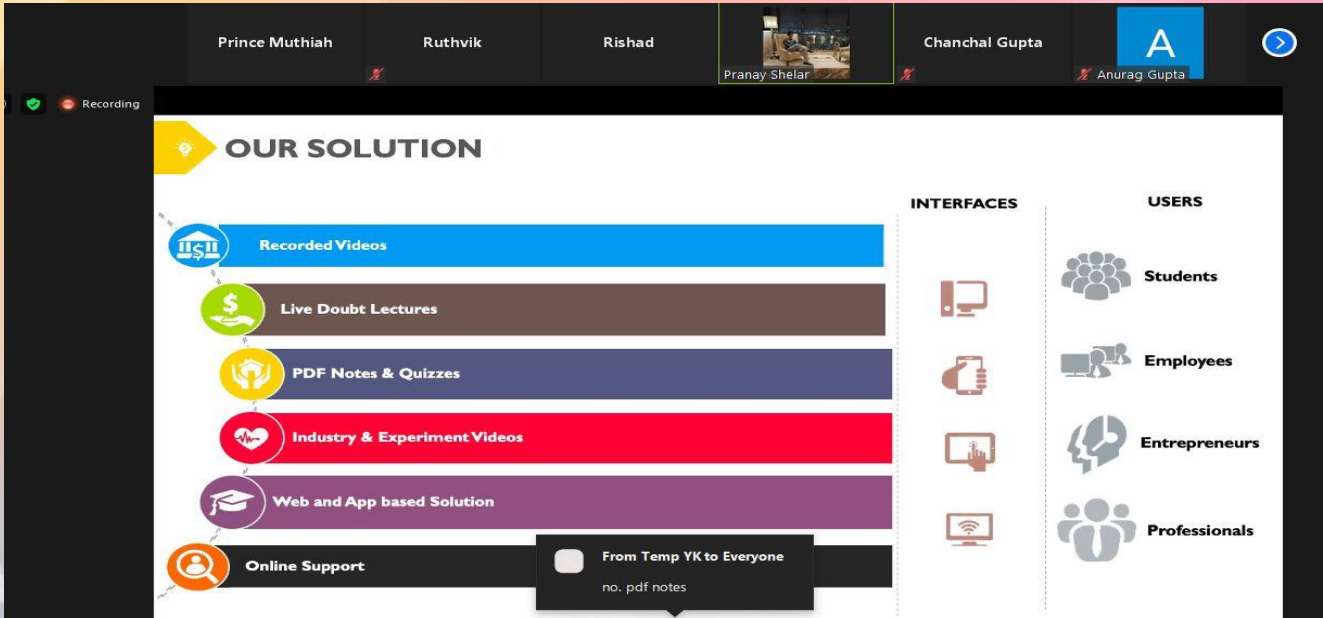 Prince Muthiah
Ruthvik
Rishad
Pranay Shelar
Chanchal Gupta
A
Anurag Gupta
Recording
OUR SOLUTION
INTERFACES
USERS
Recorded Videos
Live Doubt Lectures
PDF Notes & Quizzes
Industry & Experiment Videos
Web and App based Solution
Online Support
Students
Employees
Entrepreneurs
Professionals
From Temp YK to Everyone
no. pdf notes